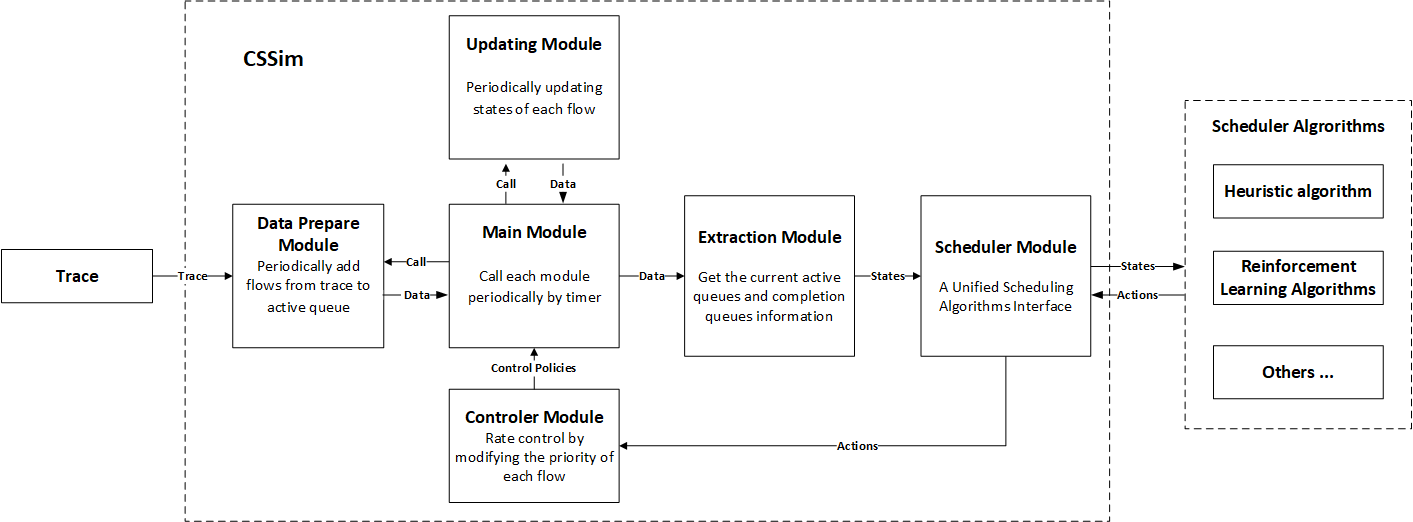 CSSim
Updating Module
Periodically updating
states of each flow
Call
Data
Trace
Trace
Data Prepare
Module
Periodically add
flows from trace to
active queue
Call
Data
Main Module
Call each module
periodically by timer
Data
Extraction Module
Get the current active
queues and completion
queues information
States
Scheduler Module
A Unified Scheduling
Algorithms Interface
States
Actions
Scheduler Algrorithms
Heuristic algorithm
Reinforcement
Learning Algorithms
Others ...
Control Policies
Controler Module
Rate control by
modifying the priority of
each flow
Actions